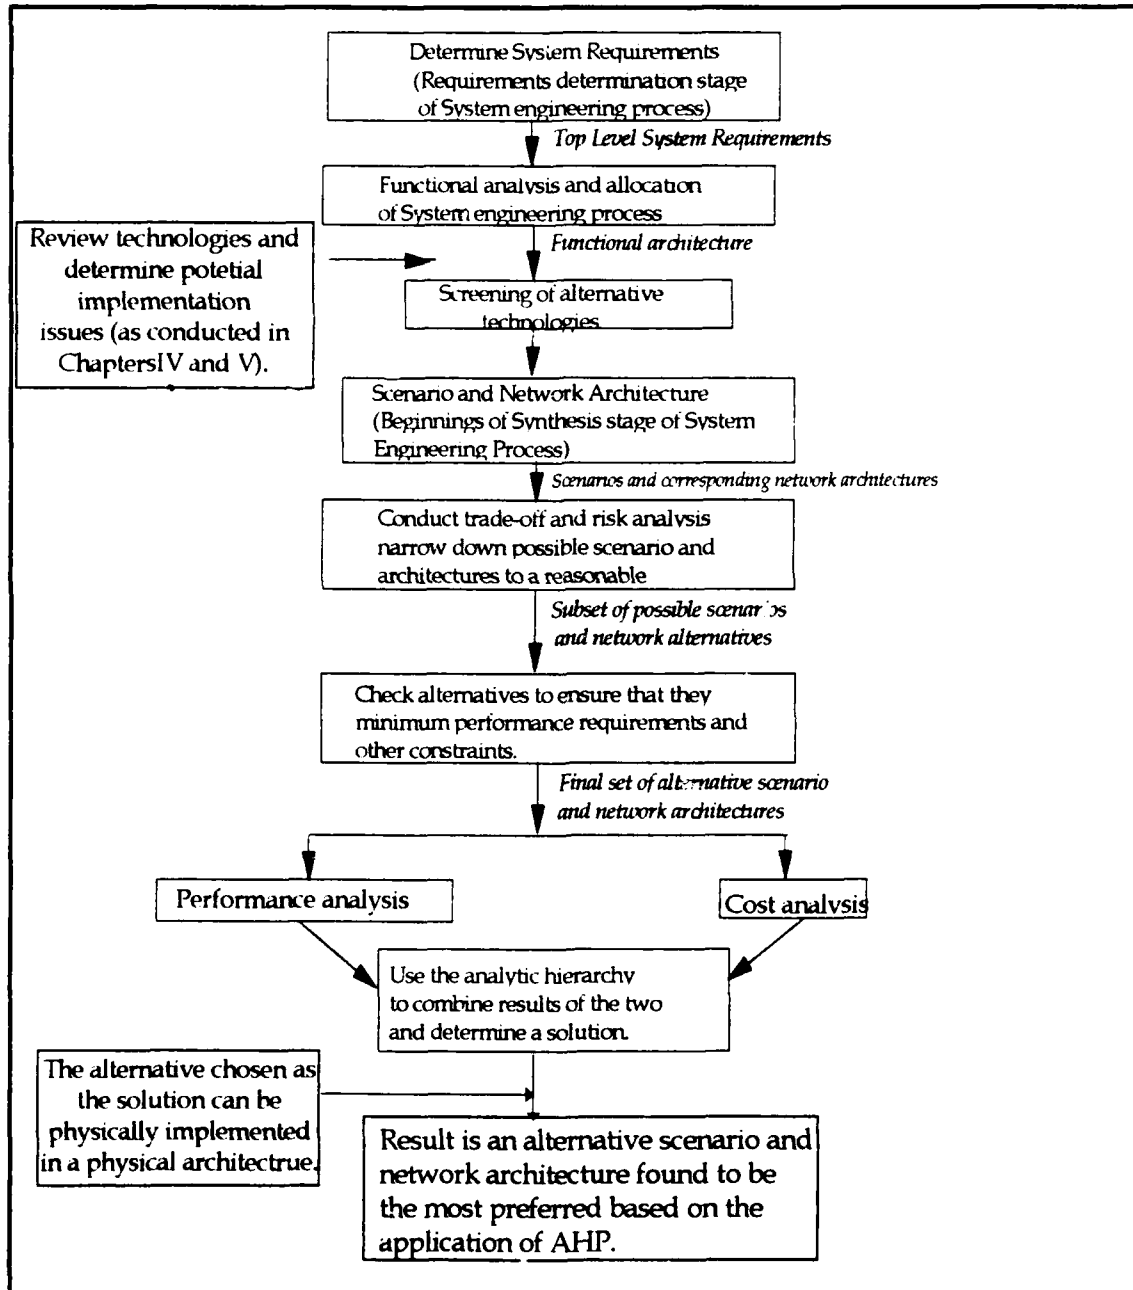 Determine System Requirements
(Requirements determination stage
of System engineering process)
Top Level System Requirements
Functional analysis and allocation
of System engineering process
Review technologies and
determine potetial
implementation
issues (as conducted in
ChaptersIV and V).
Functional architecture
Screening of alternative
technologies
Scenario and Network Architecture
(Beginnings of Synthesis stage of System
Engineering Process)
Scenarios and corresponding network architectures
Conduct trade-off and risk analysis
narrow down possible scenario and
architectures to a reasonable
Subset of possible scenarios
and network alternatives
Check alternatives to ensure that they
minimum performance requirements and
other constraints.
Final set of alternative scenario
and network architectures
Performance analysis
Cost analysis
Use the analytic hierarchy
to combine results of the two
and determine a solution.
The alternative chosen as
the solution can be
physically implemented
in a physical architectrue.
Result is an alternative scenario and
network architecture found to be
the most preferred based on the
application of AHP.